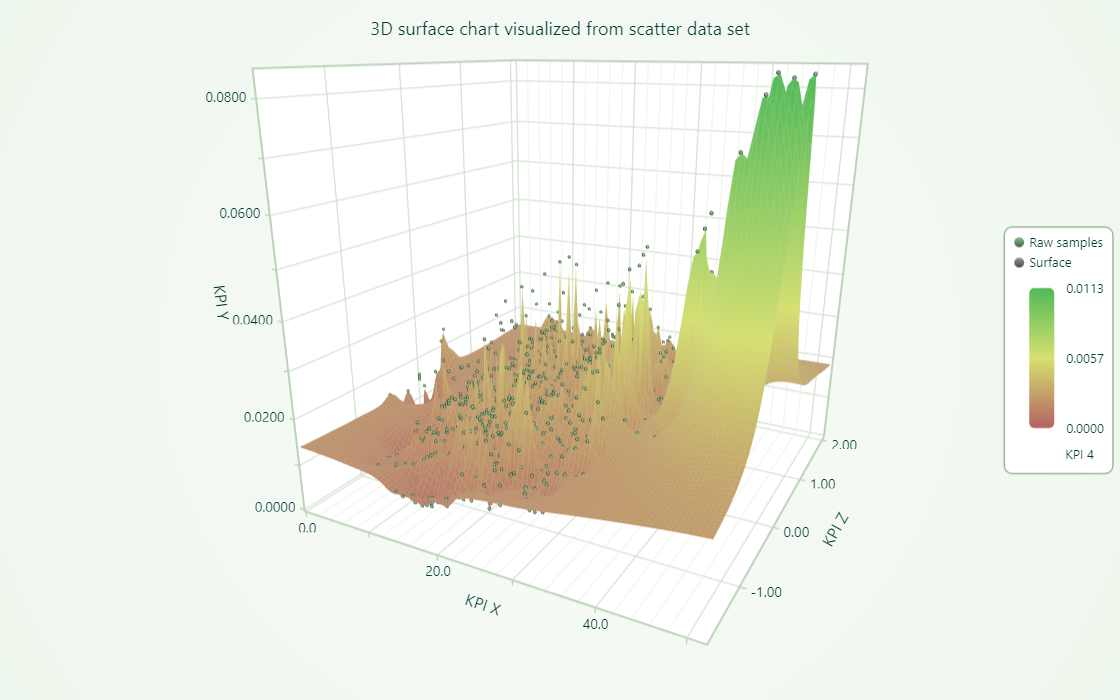 3D surface chart visualized from scatter data set
0.0800
0.0600
KPI Y
0.0400
0.0200
0.0000
0.0
20.0
KPI X
40.0
2.00
1.00
KPI Z
0.00
-1.00
Raw samples
Surface
0.0113
0.0057
0.0000
KPI 4